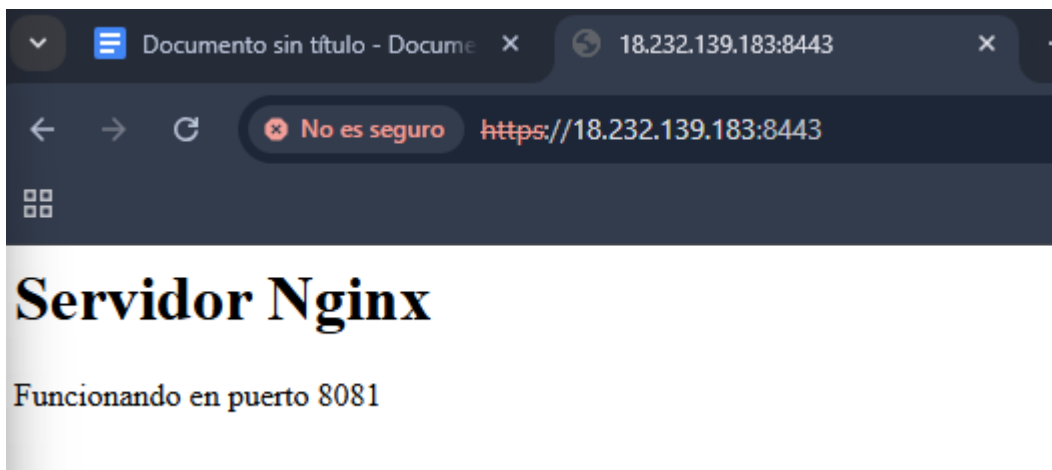 Documento sin título - Docume
18.232.139.183:8443
No es seguro https://18.232.139.183:8443
Servidor Nginx
Funcionando en puerto 8081